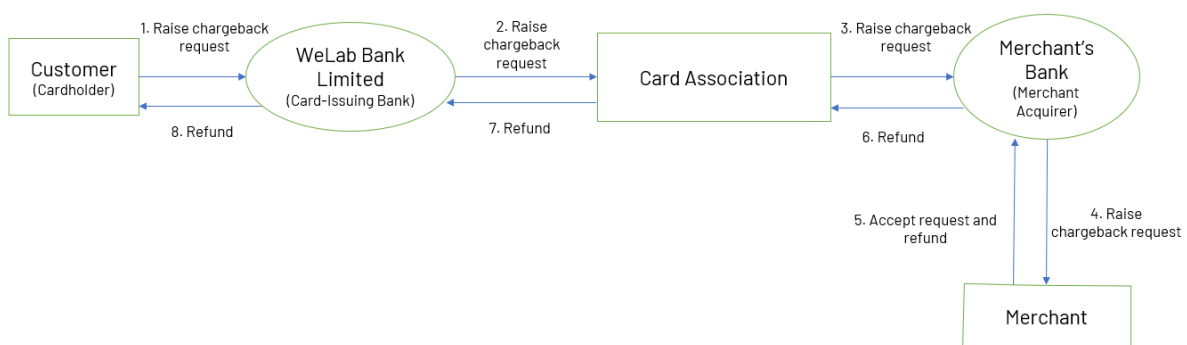 1. Raise chargeback
request
Customer
(Cardholder)
8. Refund
WeLab Bank
Limited
(Card-Issuing Bank)
2. Raise
chargeback
request
7. Refund
Card Association
3. Raise chargeback
request
6. Refund
Merchant's
Bank
(Merchant
Acquirer)
5. Accept request and
refund
4. Raise
chargeback request
Merchant